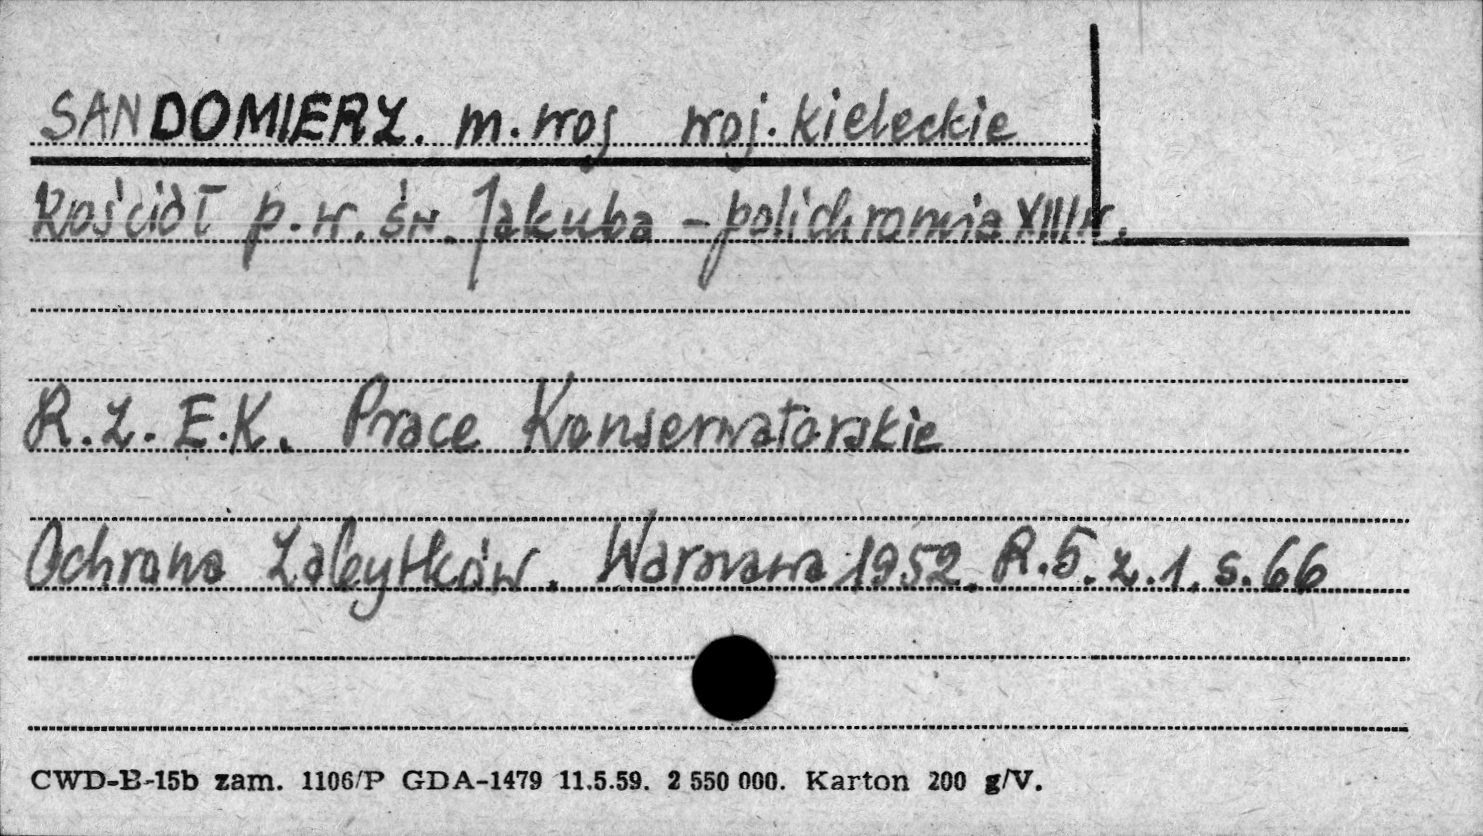 SANDOMIERZ. m. woj woj. kieleckie
Kościół p.w. św. Jakuba - polichromia XIII/w.
R.Z.E.K. Prace Konserwatorskie
Ochrona Zabytków. Warszawa 1952. R.5. z.1. s.66
CWD-B-15b zam. 1106/P GDA-1479 11.5.59. 2 550 000. Karton 200 g/V.